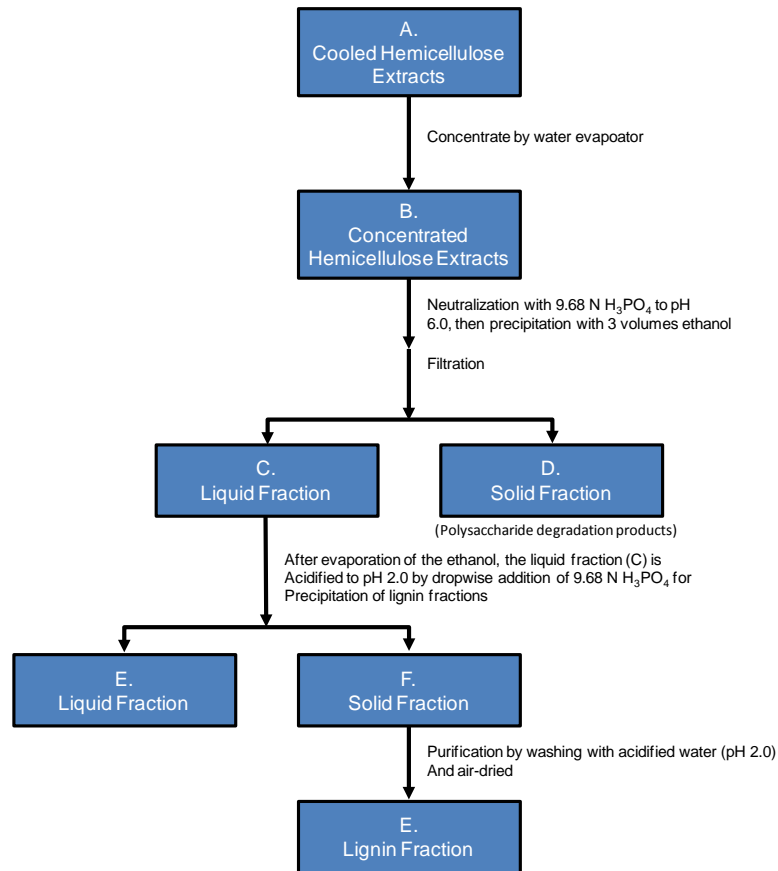 A.
Cooled Hemicellulose
Extracts
Concentrate by water evapoator
B.
Concentrated
Hemicellulose Extracts
Neutralization with 9.68 N H₃PO₄ to pH
6.0, then precipitation with 3 volumes ethanol
Filtration
C.
Liquid Fraction
D.
Solid Fraction
(Polysaccharide degradation products)
After evaporation of the ethanol, the liquid fraction (C) is
Acidified to pH 2.0 by dropwise addition of 9.68 N H₃PO₄ for
Precipitation of lignin fractions
E.
Liquid Fraction
F.
Solid Fraction
Purification by washing with acidified water (pH 2.0)
And air-dried
E.
Lignin Fraction